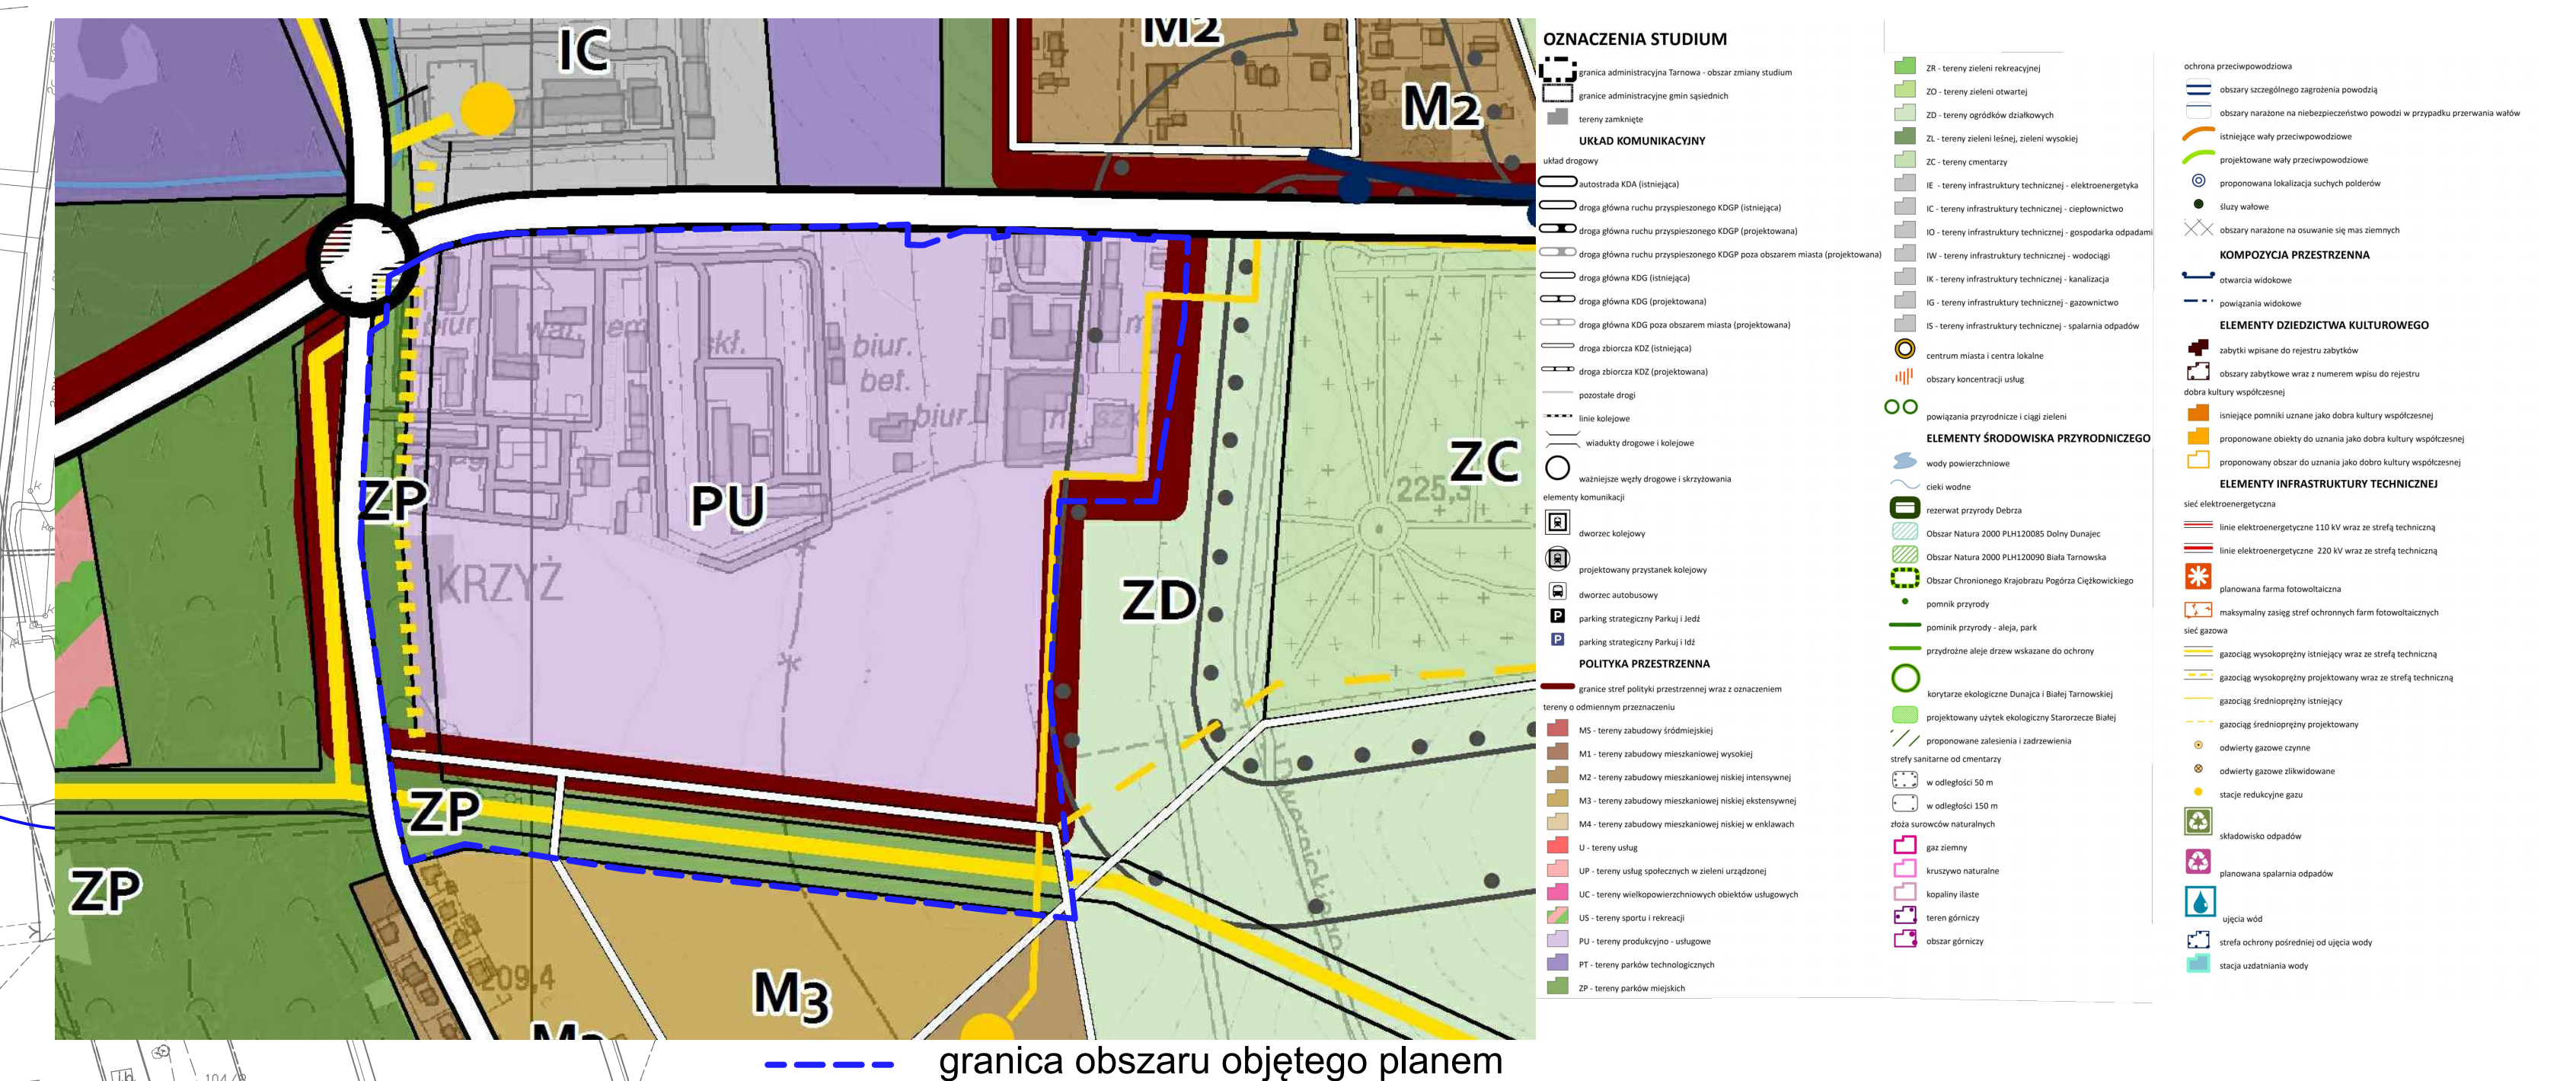 IC
M2
M2
biur
war.
rem
skł.
biur.
bet.
biur.
ZP
PU
KRZYŻ
ZC
225,3
ZD
ZP
ZP
209,4
M3
granica obszaru objętego planem
OZNACZENIA STUDIUM
granica administracyjna Tarnowa - obszar zmiany studium
granice administracyjne gmin sąsiednich
tereny zamknięte
UKŁAD KOMUNIKACYJNY
układ drogowy
autostrada KDA (istniejąca)
droga główna ruchu przyspieszonego KDGP (istniejąca)
droga główna ruchu przyspieszonego KDGP (projektowana)
droga główna ruchu przyspieszonego KDGP poza obszarem miasta (projektowana)
droga główna KDG (istniejąca)
droga główna KDG (projektowana)
droga główna KDG poza obszarem miasta (projektowana)
droga zbiorcza KDZ (istniejąca)
droga zbiorcza KDZ (projektowana)
pozostałe drogi
linie kolejowe
wiadukty drogowe i kolejowe
ważniejsze węzły drogowe i skrzyżowania
elementy komunikacji
dworzec kolejowy
projektowany przystanek kolejowy
dworzec autobusowy
P parking strategiczny Parkuj i Jedź
P parking strategiczny Parkuj i Idź
POLITYKA PRZESTRZENNA
granice stref polityki przestrzennej wraz z oznaczeniem
tereny o odmiennym przeznaczeniu
MS - tereny zabudowy śródmiejskiej
M1 - tereny zabudowy mieszkaniowej wysokiej
M2 - tereny zabudowy mieszkaniowej niskiej intensywnej
M3 - tereny zabudowy mieszkaniowej niskiej ekstensywnej
M4 - tereny zabudowy mieszkaniowej niskiej w enklawach
U - tereny usług
UP - tereny usług społecznych w zieleni urządzonej
UC - tereny wielkopowierzchniowych obiektów usługowych
US - tereny sportu i rekreacji
PU - tereny produkcyjno - usługowe
PT - tereny parków technologicznych
ZP - tereny parków miejskich
ZR - tereny zieleni rekreacyjnej
ZO - tereny zieleni otwartej
ZD - tereny ogródków działkowych
ZL - tereny zieleni leśnej, zieleni wysokiej
ZC - tereny cmentarzy
IE - tereny infrastruktury technicznej - elektroenergetyka
IC - tereny infrastruktury technicznej - ciepłownictwo
IO - tereny infrastruktury technicznej - gospodarka odpadami
IW - tereny infrastruktury technicznej - wodociągi
IK - tereny infrastruktury technicznej - kanalizacja
IG - tereny infrastruktury technicznej - gazownictwo
IS - tereny infrastruktury technicznej - spalarnia odpadów
centrum miasta i centra lokalne
obszary koncentracji usług
powiązania przyrodnicze i ciągi zieleni
ELEMENTY ŚRODOWISKA PRZYRODNICZEGO
wody powierzchniowe
cieki wodne
rezerwat przyrody Debrza
Obszar Natura 2000 PLH120085 Dolny Dunajec
Obszar Natura 2000 PLH120090 Biała Tarnowska
Obszar Chronionego Krajobrazu Pogórza Ciężkowickiego
pomnik przyrody
pominik przyrody - aleja, park
przydrożne aleje drzew wskazane do ochrony
korytarze ekologiczne Dunajca i Białej Tarnowskiej
projektowany użytek ekologiczny Starorzecze Białej
proponowane zalesienia i zadrzewienia
strefy sanitarne od cmentarzy
w odległości 50 m
w odległości 150 m
złoża surowców naturalnych
gaz ziemny
kruszywo naturalne
kopaliny ilaste
teren górniczy
obszar górniczy
ochrona przeciwpowodziowa
obszary szczególnego zagrożenia powodzią
obszary narażone na niebezpieczeństwo powodzi w przypadku przerwania wałów
istniejące wały przeciwpowodziowe
projektowane wały przeciwpowodziowe
proponowana lokalizacja suchych polderów
śluzy wałowe
obszary narażone na osuwanie się mas ziemnych
KOMPOZYCJA PRZESTRZENNA
otwarcia widokowe
powiązania widokowe
ELEMENTY DZIEDZICTWA KULTUROWEGO
zabytki wpisane do rejestru zabytków
obszary zabytkowe wraz z numerem wpisu do rejestru
dobra kultury współczesnej
isniejące pomniki uznane jako dobra kultury współczesnej
proponowane obiekty do uznania jako dobra kultury współczesnej
proponowany obszar do uznania jako dobro kultury współczesnej
ELEMENTY INFRASTRUKTURY TECHNICZNEJ
sieć elektroenergetyczna
linie elektroenergetyczne 110 kV wraz ze strefą techniczną
linie elektroenergetyczne 220 kV wraz ze strefą techniczną
planowana farma fotowoltaiczna
maksymalny zasięg stref ochronnych farm fotowoltaicznych
sieć gazowa
gazociąg wysokoprężny istniejący wraz ze strefą techniczną
gazociąg wysokoprężny projektowany wraz ze strefą techniczną
gazociąg średnioprężny istniejący
gazociąg średnioprężny projektowany
odwierty gazowe czynne
odwierty gazowe zlikwidowane
stacje redukcyjne gazu
składowisko odpadów
planowana spalarnia odpadów
ujęcia wód
strefa ochrony pośredniej od ujęcia wody
stacja uzdatniania wody